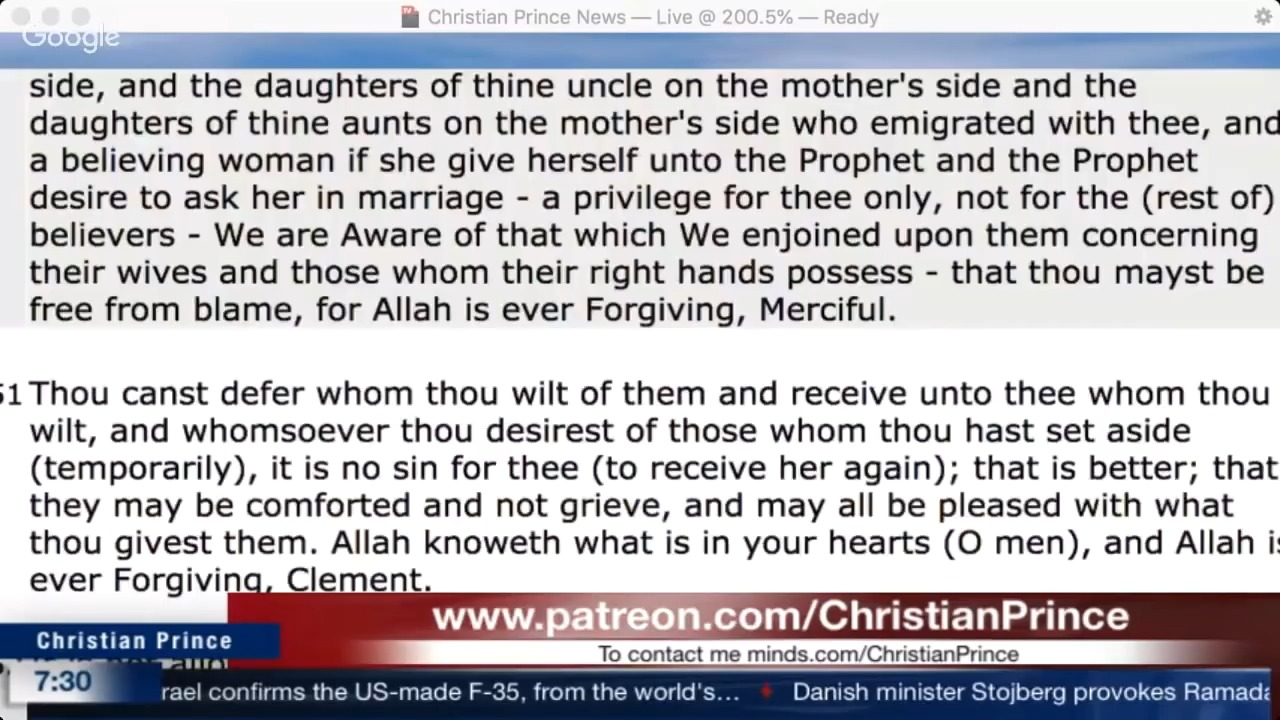 Christian Prince News — Live @ 200.5% — Ready
Google
side, and the daughters of thine uncle on the mother's side and the
daughters of thine aunts on the mother's side who emigrated with thee, and
a believing woman if she give herself unto the Prophet and the Prophet
desire to ask her in marriage - a privilege for thee only, not for the (rest of)
believers - We are Aware of that which We enjoined upon them concerning
their wives and those whom their right hands possess - that thou mayst be
free from blame, for Allah is ever Forgiving, Merciful.
51 Thou canst defer whom thou wilt of them and receive unto thee whom thou
wilt, and whomsoever thou desirest of those whom thou hast set aside
(temporarily), it is no sin for thee (to receive her again); that is better; that
they may be comforted and not grieve, and may all be pleased with what
thou givest them. Allah knoweth what is in your hearts (O men), and Allah is
ever Forgiving, Clement.
www.patreon.com/ChristianPrince
Christian Prince
To contact me minds.com/ChristianPrince
7:30
rael confirms the US-made F-35, from the world's... Danish minister Stojberg provokes Ramada